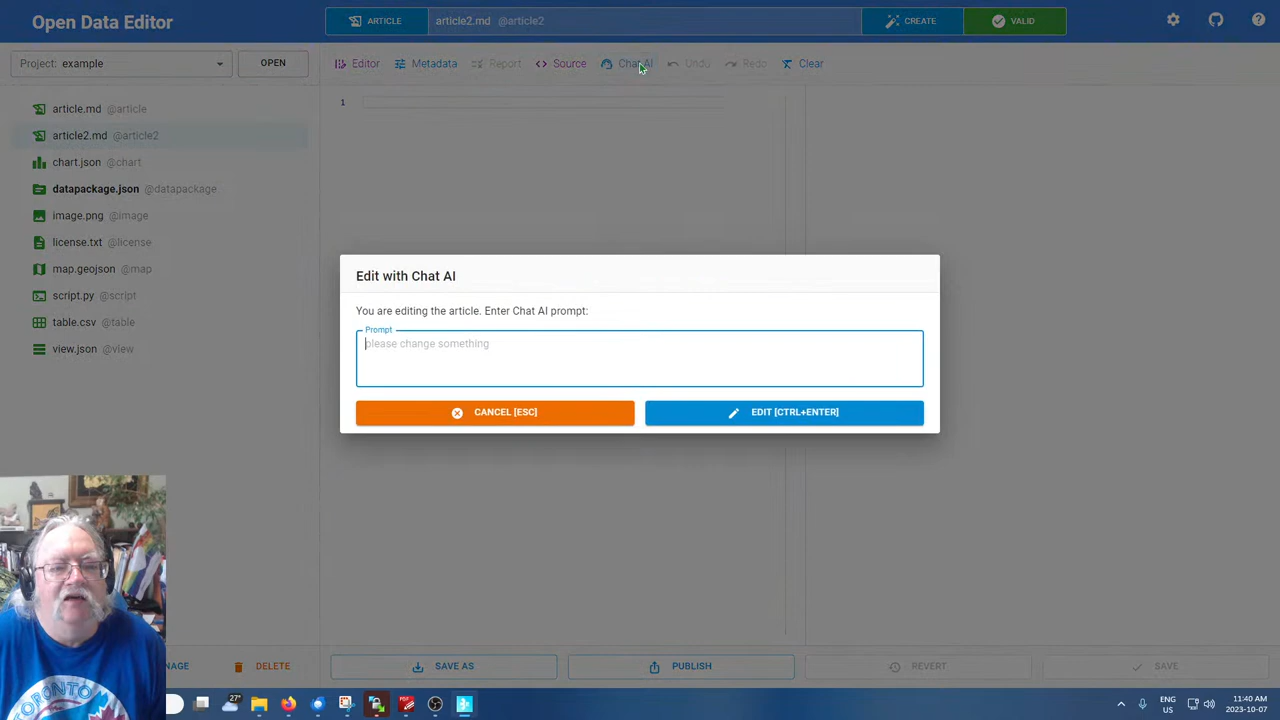 Open Data Editor
ARTICLE
article2.md @article2
CREATE
VALID
Project: example
OPEN
Editor
Metadata
Report
Source
Chat AI
Undo
Redo
Clear
article.md @article
article2.md @article2
chart.json @chart
datapackage.json @datapackage
image.png @image
license.txt @license
map.geojson @map
script.py @script
table.csv @table
view.json @view
1
Edit with Chat AI
You are editing the article. Enter Chat AI prompt:
Prompt
please change something
CANCEL [ESC]
EDIT [CTRL+ENTER]
NAGE
DELETE
SAVE AS
PUBLISH
REVERT
SAVE
TORONTO
27°
PDF
ENG
US
11:40 AM
2023-10-07